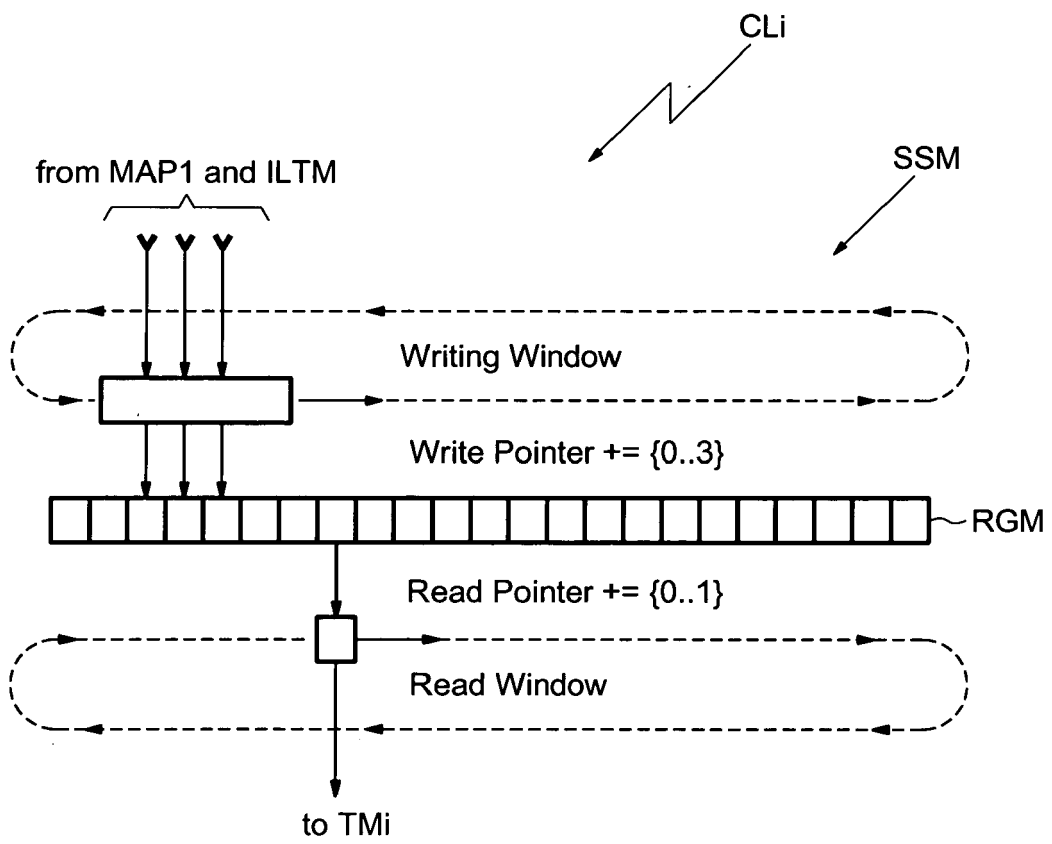 CLi
SSM
from MAP1 and ILTM
Writing Window
Write Pointer += {0..3}
RGM
Read Pointer += {0..1}
Read Window
to TMi